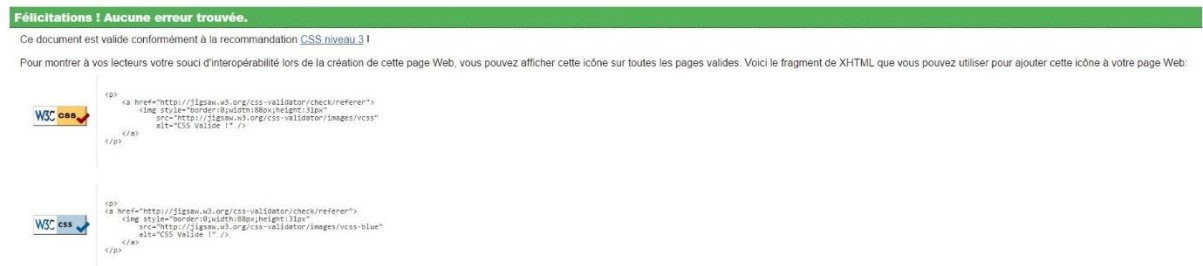 Félicitations ! Aucune erreur trouvée.
Ce document est valide conformément à la recommandation CSS niveau 3 !
Pour montrer à vos lecteurs votre souci d'interopérabilité lors de la création de cette page Web, vous pouvez afficher cette icône sur toutes les pages valides. Voici le fragment de XHTML que vous pouvez utiliser pour ajouter cette icône à votre page Web:
W3C css
<p>
<a href="http://jigsaw.w3.org/css-validator/check/referer">
<img style="border:0;width:88px;height:31px"
src="http://jigsaw.w3.org/css-validator/images/vcss"
alt="CSS Valide !" />
</a>
</p>
W3C css
<p>
<a href="http://jigsaw.w3.org/css-validator/check/referer">
<img style="border:0;width:88px;height:31px"
src="http://jigsaw.w3.org/css-validator/images/vcss-blue"
alt="CSS Valide !" />
</a>
</p>